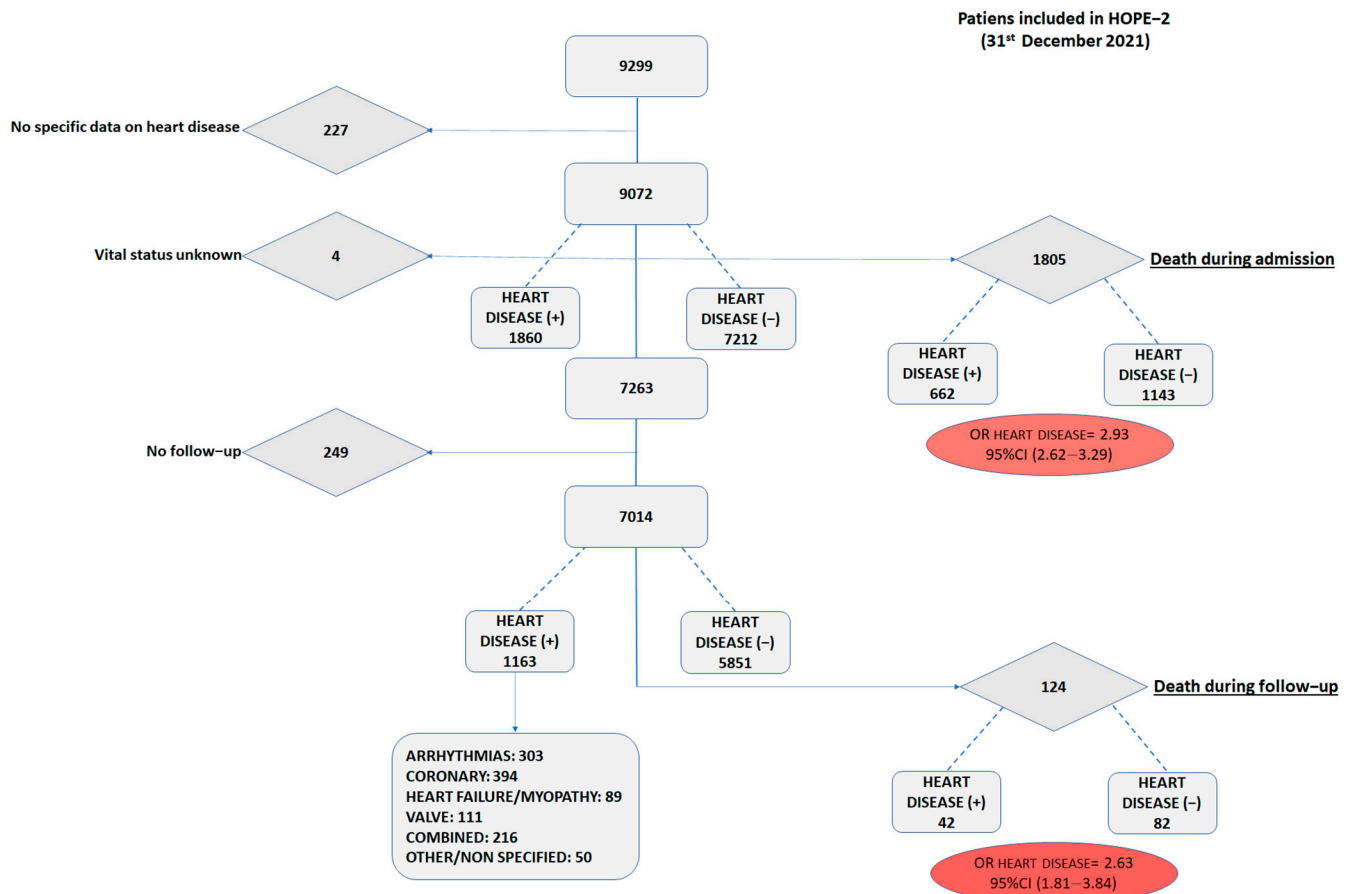 Patiens included in HOPE–2
(31st December 2021)
9299
No specific data on heart disease
227
9072
Vital status unknown
4
1805
Death during admission
HEART
DISEASE (+)
1860
HEART
DISEASE (–)
7212
HEART
DISEASE (+)
662
HEART
DISEASE (–)
1143
7263
OR HEART DISEASE= 2.93
95%CI (2.62–3.29)
No follow–up
249
7014
HEART
DISEASE (+)
1163
HEART
DISEASE (–)
5851
124
Death during follow–up
ARRHYTHMIAS: 303
CORONARY: 394
HEART FAILURE/MYOPATHY: 89
VALVE: 111
COMBINED: 216
OTHER/NON SPECIFIED: 50
HEART
DISEASE (+)
42
HEART
DISEASE (–)
82
OR HEART DISEASE= 2.63
95%CI (1.81–3.84)